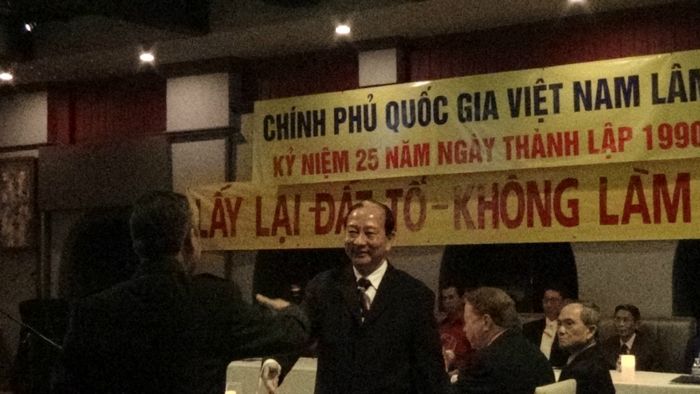 CHÍNH PHỦ QUỐC GIA VIỆT NAM LÂM
KỶ NIỆM 25 NĂM NGÀY THÀNH LẬP 1990
LẤY LẠI ĐẤT TỔ - KHÔNG LÀM